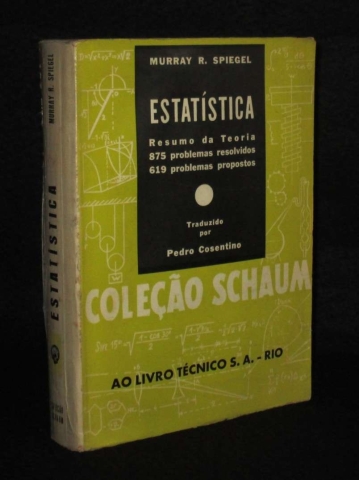 MURRAY R. SPIEGEL
ESTATÍSTICA
Resumo da Teoria
875 problemas resolvidos
619 problemas propostos
Traduzido
por
Pedro Cosentino
COLEÇÃO SCHAUM
AO LIVRO TÉCNICO S. A. - RIO
MURRAY R. SPIEGEL
ESTATÍSTICA